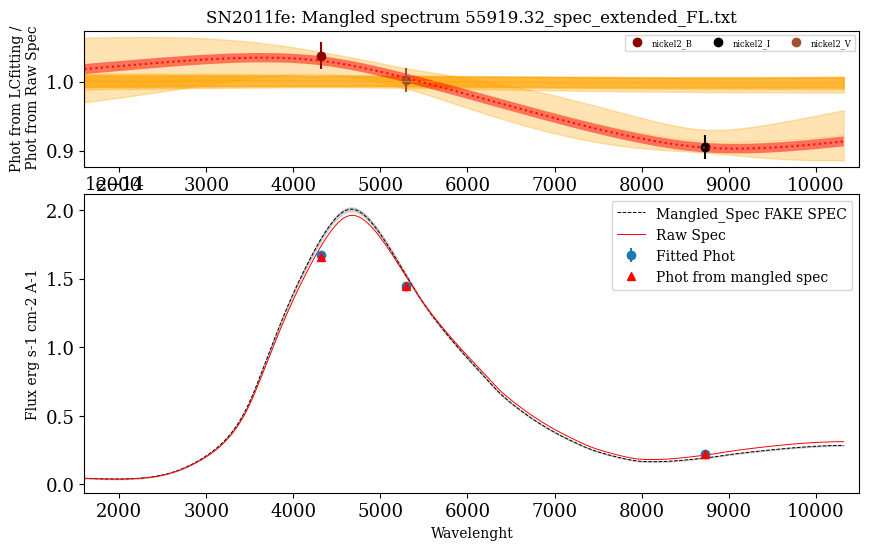 SN2011fe: Mangled spectrum 55919.32_spec_extended_FL.txt
Phot from LCfitting /
Phot from Raw Spec
1.0
0.9
nickel2_B
nickel2_I
nickel2_V
2000 3000 4000 5000 6000 7000 8000 9000 10000
1e−14
2.0
1.5
1.0
0.5
0.0
Flux erg s-1 cm-2 A-1
Mangled_Spec FAKE SPEC
Raw Spec
Fitted Phot
Phot from mangled spec
2000 3000 4000 5000 6000 7000 8000 9000 10000
Wavelenght